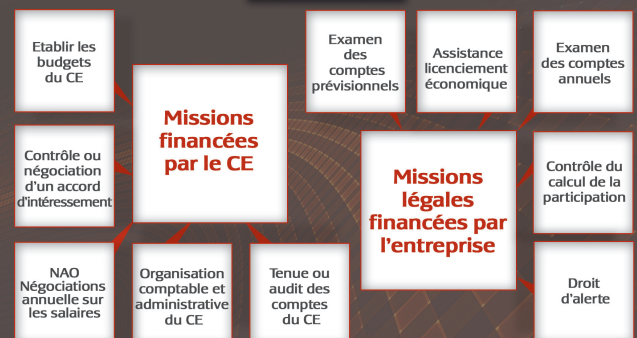 Etablir les
budgets
du CE
Missions
financées
par le CE
Contrôle ou
négociation
d'un accord
d'intéressement
NAO
Négociations
annuelle sur
les salaires
Organisation
comptable et
administrative
du CE
Tenue ou
audit des
comptes
du CE
Examen
des
comptes
prévisionnels
Assistance
licenciement
économique
Examen
des comptes
annuels
Missions
légales
financées par
l'entreprise
Contrôle du
calcul de la
participation
Droit
d'alerte